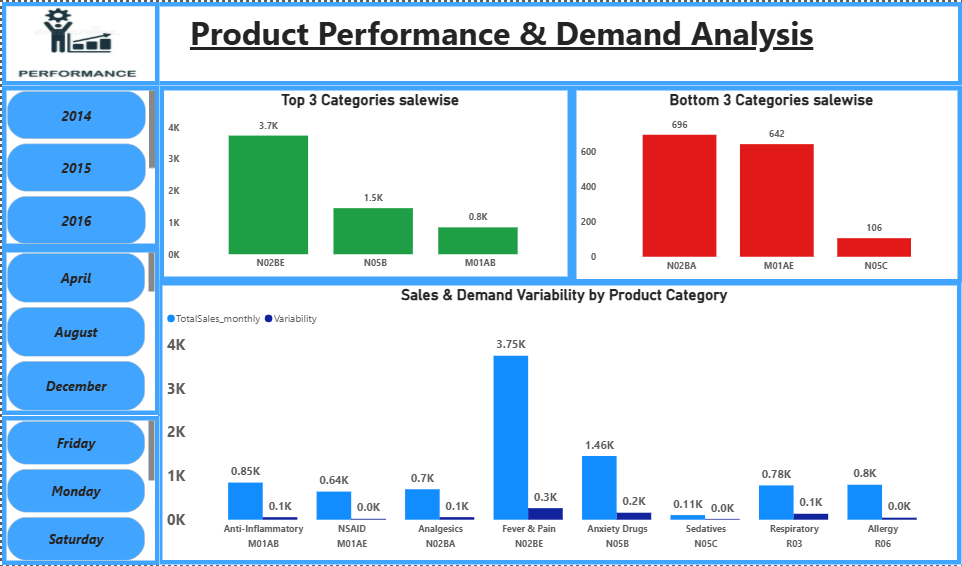 Product Performance & Demand Analysis
PERFORMANCE
2014
2015
2016
April
August
December
Friday
Monday
Saturday
Top 3 Categories salewise
4K
3K
2K
1K
0K
3.7K
1.5K
0.8K
N02BE
N05B
M01AB
Bottom 3 Categories salewise
600
400
200
0
696
642
106
N02BA
M01AE
N05C
Sales & Demand Variability by Product Category
TotalSales_monthly
Variability
4K
3K
2K
1K
0K
0.85K
0.1K
0.64K
0.0K
0.7K
0.1K
3.75K
0.3K
1.46K
0.2K
0.11K
0.0K
0.78K
0.1K
0.8K
0.0K
Anti-Inflammatory
NSAID
Analgesics
Fever & Pain
Anxiety Drugs
Sedatives
Respiratory
Allergy
M01AB
M01AE
N02BA
N02BE
N05B
N05C
R03
R06